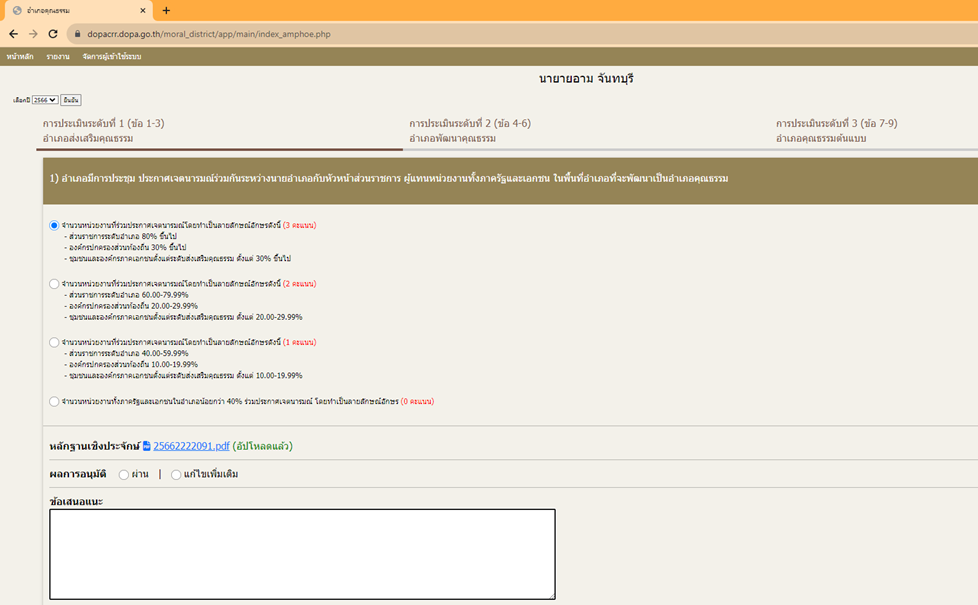 อำเภอคุณธรรม
dopacrr.dopa.go.th/moral_district/app/main/index_amphoe.php
หน้าหลัก รายงาน จัดการผู้เข้าใช้ระบบ
นายายอาม จันทบุรี
เลือกปี 2566 ยืนยัน
การประเมินระดับที่ 1 (ข้อ 1-3)
อำเภอส่งเสริมคุณธรรม
การประเมินระดับที่ 2 (ข้อ 4-6)
อำเภอพัฒนาคุณธรรม
การประเมินระดับที่ 3 (ข้อ 7-9)
อำเภอคุณธรรมต้นแบบ
1) อำเภอมีการประชุม ประกาศเจตนารมณ์ร่วมกันระหว่างนายอำเภอกับหัวหน้าส่วนราชการ ผู้แทนหน่วยงานทั้งภาครัฐและเอกชน ในพื้นที่อำเภอที่จะพัฒนาเป็นอำเภอคุณธรรม
จำนวนหน่วยงานที่ร่วมประกาศเจตนารมณ์โดยทำเป็นลายลักษณ์อักษรดังนี้ (3 คะแนน)
- ส่วนราชการระดับอำเภอ 80% ขึ้นไป
- องค์กรปกครองส่วนท้องถิ่น 30% ขึ้นไป
- ชุมชนและองค์กรภาคเอกชนตั้งแต่ระดับส่งเสริมคุณธรรม ตั้งแต่ 30% ขึ้นไป
จำนวนหน่วยงานที่ร่วมประกาศเจตนารมณ์โดยทำเป็นลายลักษณ์อักษรดังนี้ (2 คะแนน)
- ส่วนราชการระดับอำเภอ 60.00-79.99%
- องค์กรปกครองส่วนท้องถิ่น 20.00-29.99%
- ชุมชนและองค์กรภาคเอกชนตั้งแต่ระดับส่งเสริมคุณธรรม ตั้งแต่ 20.00-29.99%
จำนวนหน่วยงานที่ร่วมประกาศเจตนารมณ์โดยทำเป็นลายลักษณ์อักษรดังนี้ (1 คะแนน)
- ส่วนราชการระดับอำเภอ 40.00-59.99%
- องค์กรปกครองส่วนท้องถิ่น 10.00-19.99%
- ชุมชนและองค์กรภาคเอกชนตั้งแต่ระดับส่งเสริมคุณธรรม ตั้งแต่ 10.00-19.99%
จำนวนหน่วยงานทั้งภาครัฐและเอกชนในอำเภอน้อยกว่า 40% ร่วมประกาศเจตนารมณ์ โดยทำเป็นลายลักษณ์อักษร (0 คะแนน)
หลักฐานเชิงประจักษ์ 25662222091.pdf (อัปโหลดแล้ว)
ผลการอนุมัติ ผ่าน | แก้ไขเพิ่มเติม
ข้อเสนอแนะ